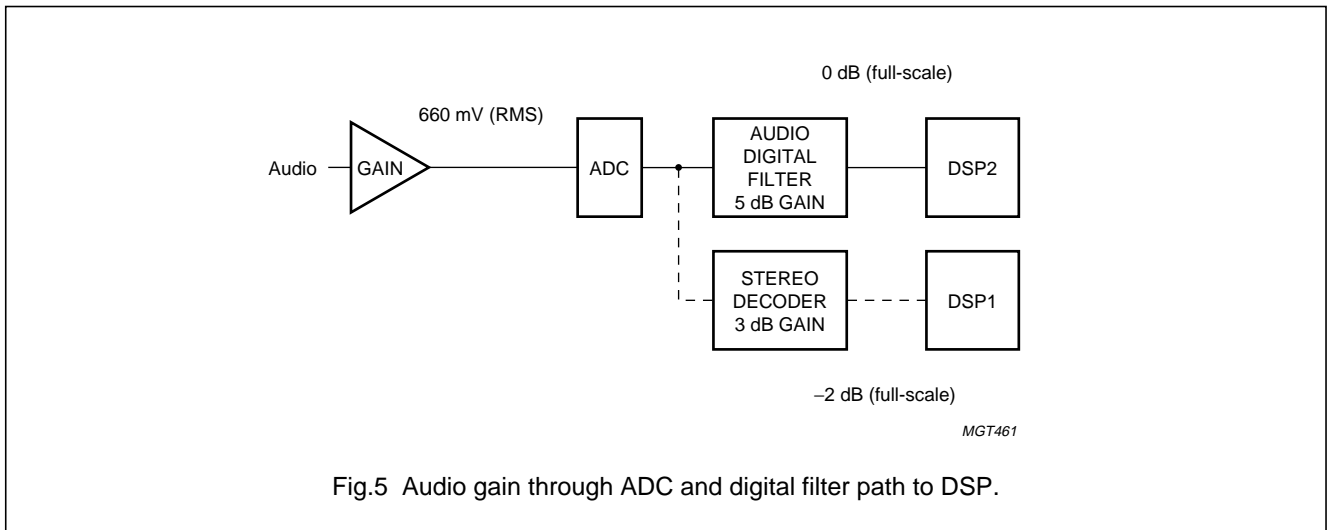 0 dB (full-scale)
660 mV (RMS)
Audio
GAIN
ADC
AUDIO
DIGITAL
FILTER
5 dB GAIN
DSP2
STEREO
DECODER
3 dB GAIN
DSP1
−2 dB (full-scale)
MGT461
Fig.5 Audio gain through ADC and digital filter path to DSP.